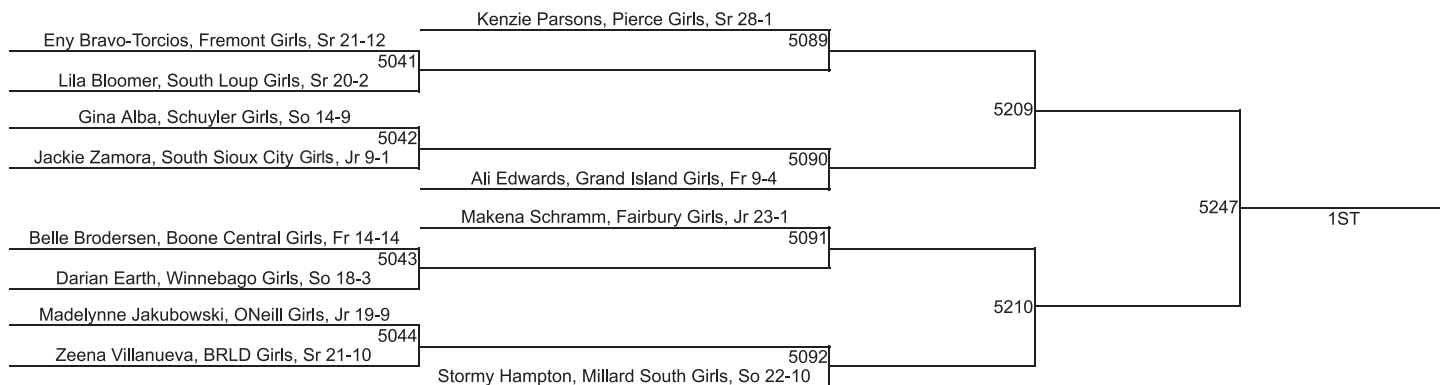 Kenzie Parsons, Pierce Girls, Sr 28-1
Eny Bravo-Torcios, Fremont Girls, Sr 21-12
5089
5041
Lila Bloomer, South Loup Girls, Sr 20-2
Gina Alba, Schuyler Girls, So 14-9
5209
5042
Jackie Zamora, South Sioux City Girls, Jr 9-1
5090
Ali Edwards, Grand Island Girls, Fr 9-4
5247
1ST
Makena Schramm, Fairbury Girls, Jr 23-1
Belle Brodersen, Boone Central Girls, Fr 14-14
5091
5043
Darian Earth, Winnebago Girls, So 18-3
5210
Madelynne Jakubowski, ONeill Girls, Jr 19-9
5044
Zeena Villanueva, BRLD Girls, Sr 21-10
5092
Stormy Hampton, Millard South Girls, So 22-10